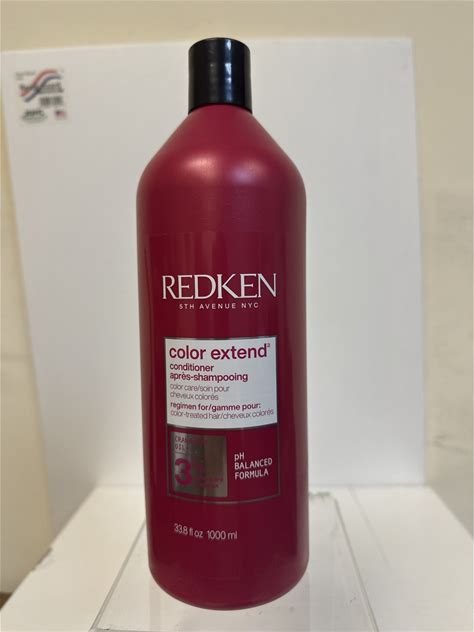 REDKEN
5TH AVENUE NYC
color extend
conditioner
après-shampooing
color care/soin pour
cheveux colorés
regimen for/gamme pour:
color-treated hair/cheveux colorés
3
pH
BALANCED
FORMULA
33.8 fl oz 1000 ml